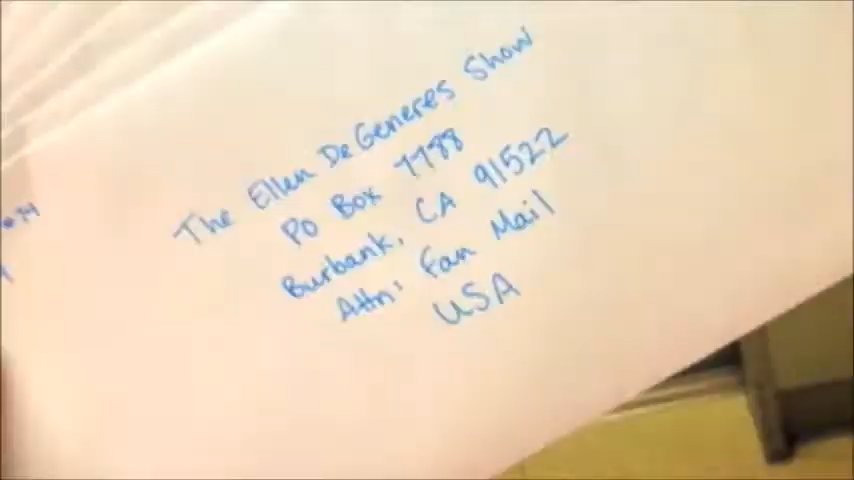 The Ellen DeGeneres Show
PO Box 7788
Burbank, CA 91522
Attn: Fan Mail
USA